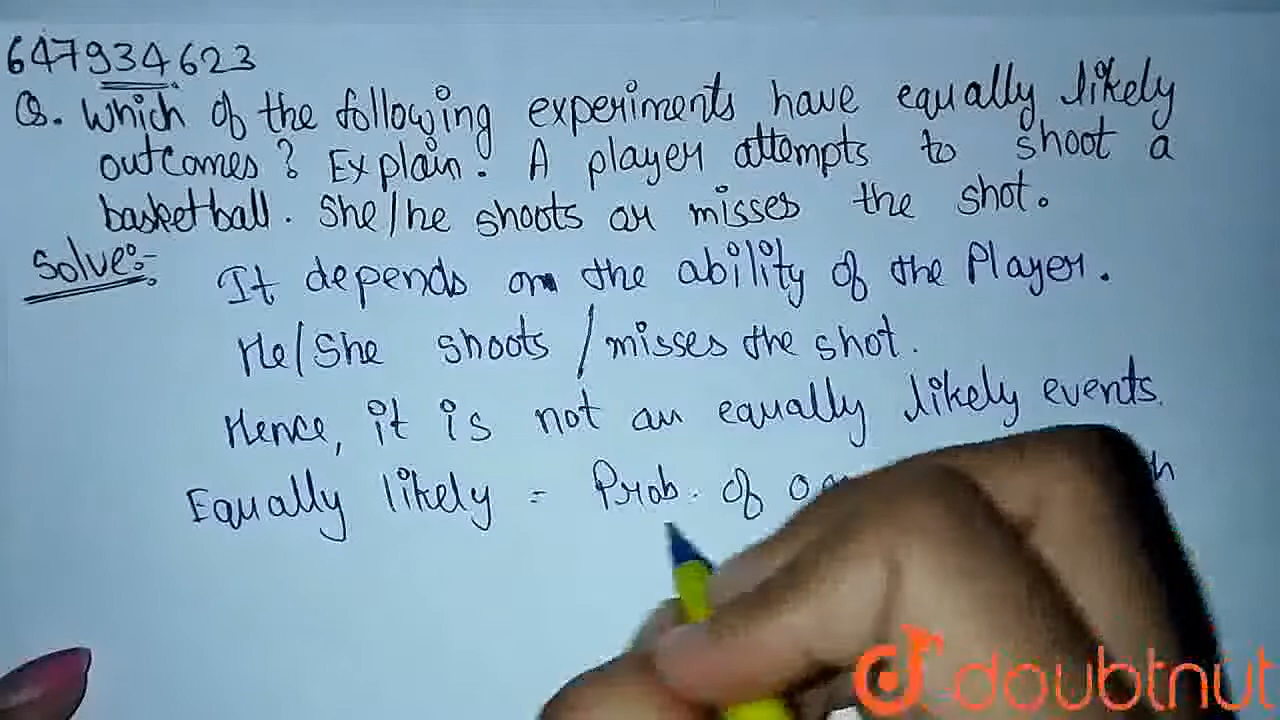 647934623
Q. Which of the following experiments have equally likely
outcomes? Explain. A player attempts to shoot a
basketball. She/he shoots or misses the shot.
Solve:-
It depends on the ability of the Player.
He/She shoots / misses the shot.
Hence, it is not an equally likely events.
Equally likely = Prob. of
doubtnut